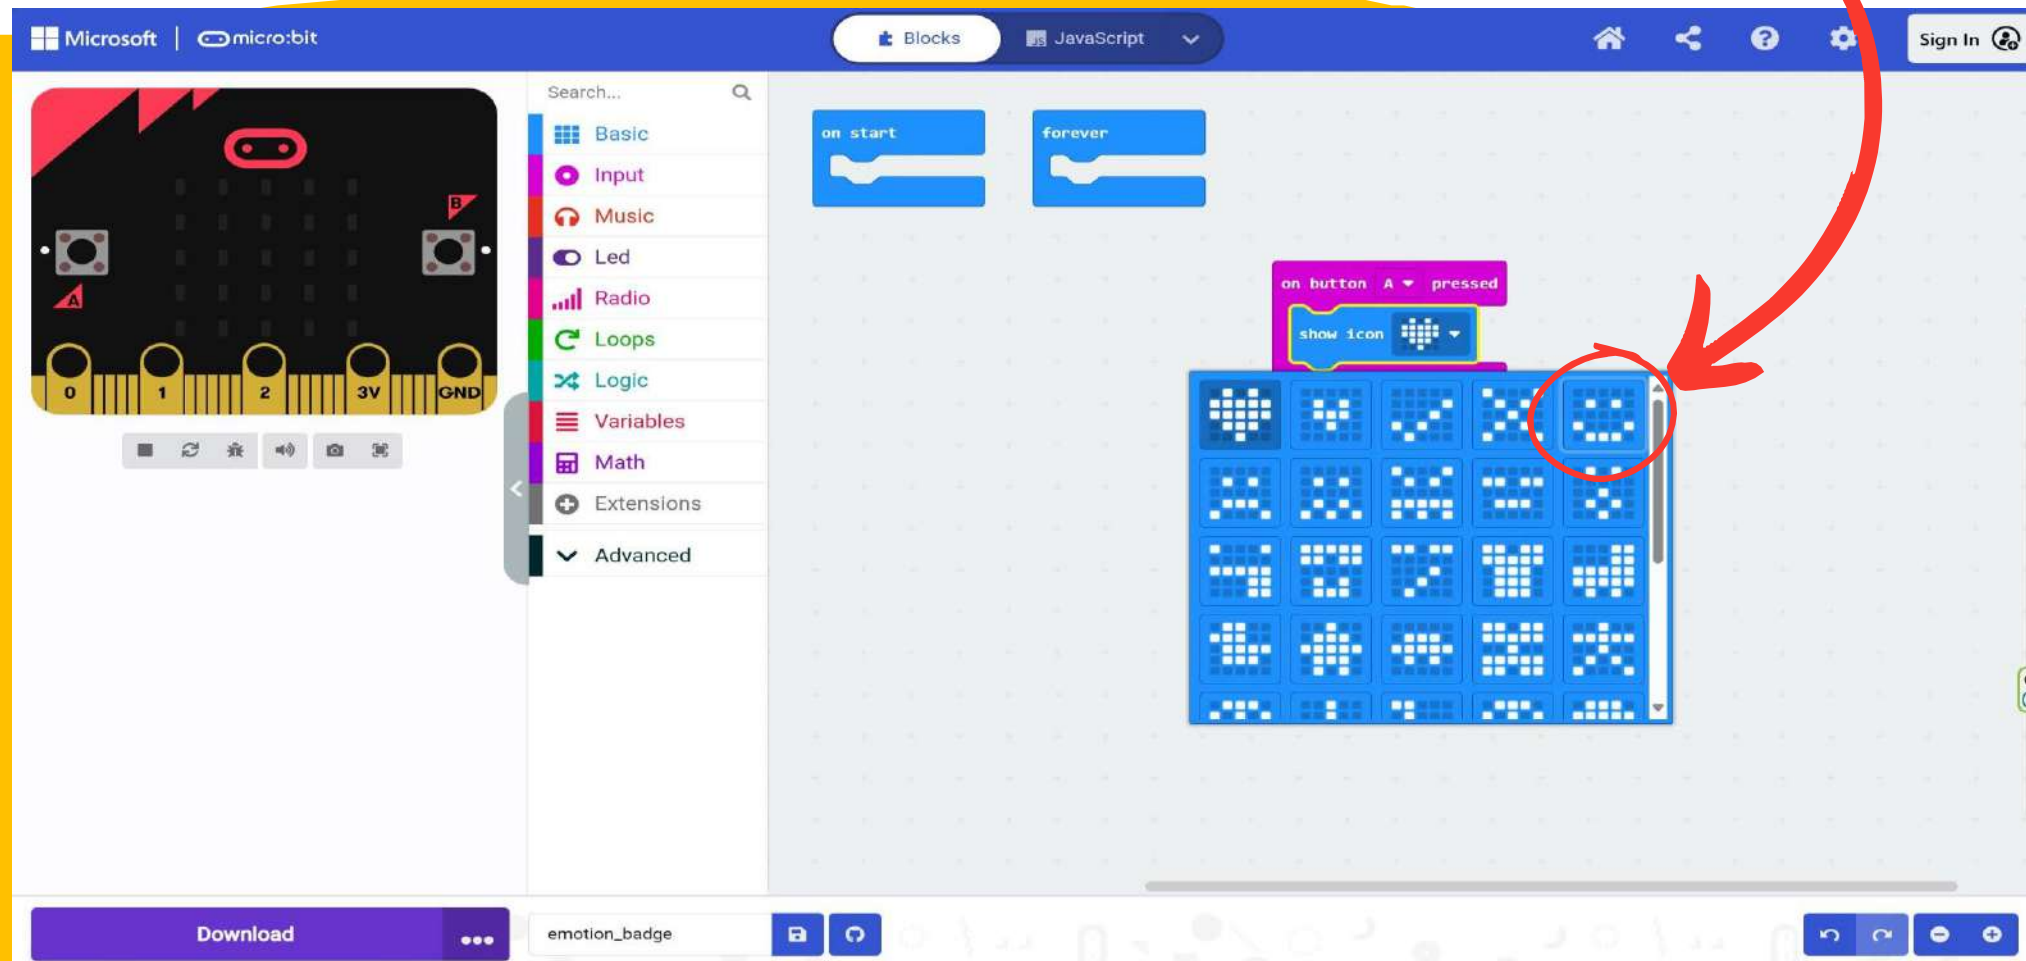 Microsoft | micro:bit
Blocks
JS JavaScript
Sign In
Search...
Basic
Input
Music
Led
Radio
Loops
Logic
Variables
Math
Extensions
Advanced
B
A
0 1 2 3V GND
on start
forever
on button A pressed
show icon
Download
emotion_badge